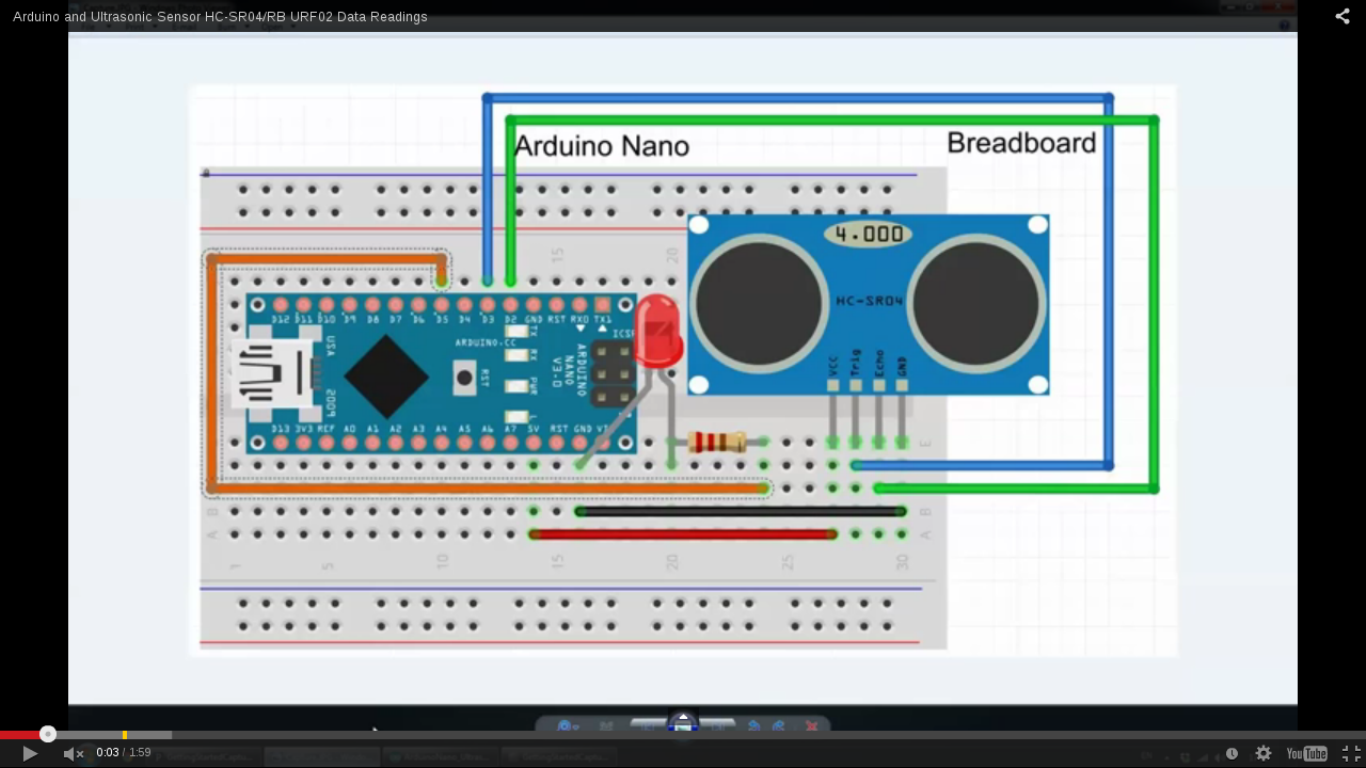 Arduino and Ultrasonic Sensor HC-SR04/RB URF02 Data Readings
Arduino Nano
Breadboard
4.000
HC-SR04
VCC Trig Echo GND
15 20
D12 D11 D10 D9 D8 D7 D6 D5 D4 D3 D2 GND RST RX0 TX1
ARDUINO.CC
TX
RX
PWR
L
RST
ICSP
ARDUINO
NANO
V3.0
USA
2009
D13 3V3 REF A0 A1 A2 A3 A4 A5 A6 A7 5V RST GND
E E
B B
A A
1 5 10 15 20 25 30
0:03 / 1:59
YouTube